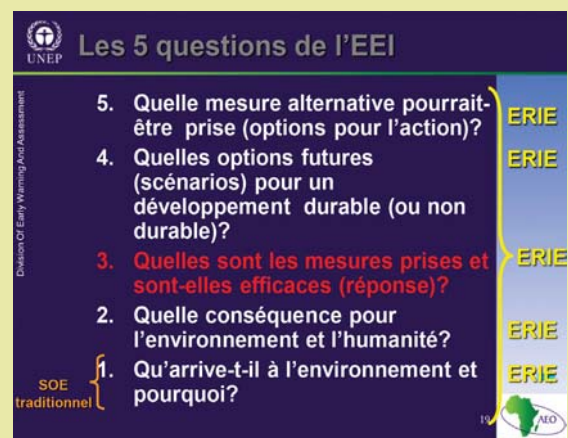 UNEP
Les 5 questions de l'EEI
Division Of Early Warning And Assessment
5. Quelle mesure alternative pourrait-
être prise (options pour l'action)?
ERIE
4. Quelles options futures
(scénarios) pour un
développement durable (ou non
durable)?
ERIE
3. Quelles sont les mesures prises et
sont-elles efficaces (réponse)?
ERIE
2. Quelle conséquence pour
l'environnement et l'humanité?
ERIE
1. Qu'arrive-t-il à l'environnement et
pourquoi?
ERIE
SOE
traditionnel
19
AEO